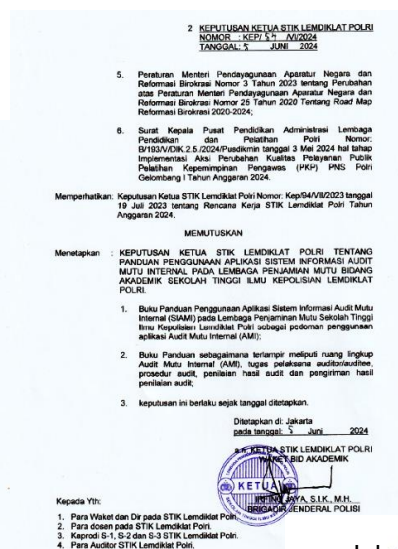 2 KEPUTUSAN KETUA STIK LEMDIKLAT POLRI
NOMOR : KEP/ 54 /VI/2024
TANGGAL: 5 JUNI 2024
5. Peraturan Menteri Pendayagunaan Aparatur Negara dan
Reformasi Birokrasi Nomor 3 Tahun 2023 tentang Perubahan
atas Peraturan Menteri Pendayagunaan Aparatur Negara dan
Reformasi Birokrasi Nomor 25 Tahun 2020 Tentang Road Map
Reformasi Birokrasi 2020-2024;
6. Surat Kepala Pusat Pendidikan Administrasi Lembaga
Pendidikan dan Pelatihan Polri Nomor:
B/193/V/DIK.2.5./2024/Pusdikmin tanggal 3 Mei 2024 hal tahap
Implementasi Aksi Perubahan Kualitas Pelayanan Publik
Pelatihan Kepemimpinan Pengawas (PKP) PNS Polri
Gelombang I Tahun Anggaran 2024.
Memperhatikan: Keputusan Ketua STIK Lemdiklat Polri Nomor: Kep/94/VII/2023 tanggal
19 Juli 2023 tentang Rencana Kerja STIK Lemdiklat Polri Tahun
Anggaran 2024.
MEMUTUSKAN
Menetapkan : KEPUTUSAN KETUA STIK LEMDIKLAT POLRI TENTANG
PANDUAN PENGGUNAAN APLIKASI SISTEM INFORMASI AUDIT
MUTU INTERNAL PADA LEMBAGA PENJAMIAN MUTU BIDANG
AKADEMIK SEKOLAH TINGGI ILMU KEPOLISIAN LEMDIKLAT
POLRI.
1. Buku Panduan Penggunaan Aplikasi Sistem Informasi Audit Mutu
Internal (SIAMI) pada Lembaga Penjaminan Mutu Sekolah Tinggi
Ilmu Kepolisian Lemdiklat Polri sebagai pedoman penggunaan
aplikasi Audit Mutu Internal (AMI);
2. Buku Panduan sebagaimana terlampir meliputi ruang lingkup
Audit Mutu Internal (AMI), tugas pelaksana auditor/auditee,
prosedur audit, penilaian hasil audit dan pengiriman hasil
penilaian audit;
3. keputusan ini berlaku sejak tanggal ditetapkan.
Ditetapkan di: Jakarta
pada tanggal: 5 Juni 2024
a.n. KETUA STIK LEMDIKLAT POLRI
WAKET BID AKADEMIK
KETUA
IRFING JAYA, S.I.K., M.H.
BRIGADIR JENDERAL POLISI
Kepada Yth:
1. Para Waket dan Dir pada STIK Lemdiklat Polri.
2. Para dosen pada STIK Lemdiklat Polri.
3. Kaprodi S-1, S-2 dan S-3 STIK Lemdiklat Polri.
4. Para Auditor STIK Lemdiklat Polri.